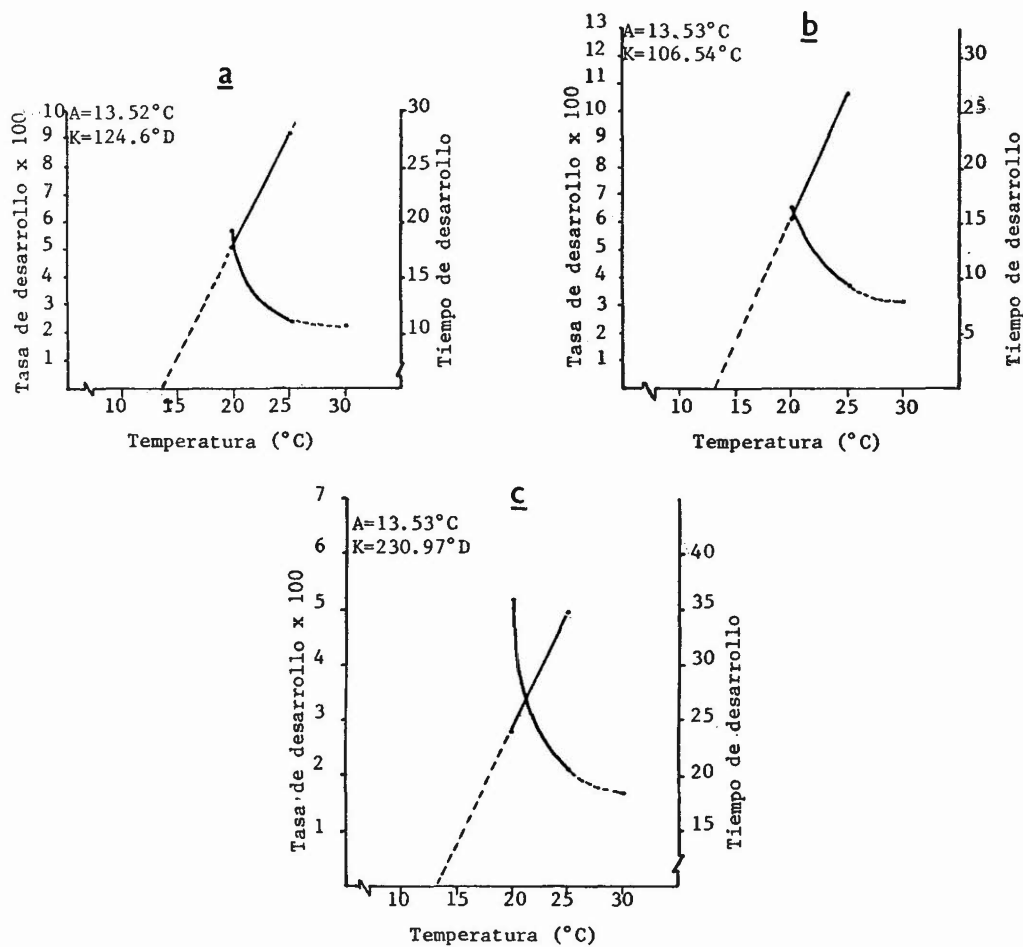 a
A=13.52°C
K=124.6°D
Tasa de desarrollo x 100
10
9
8
7
6
5
4
3
2
1
30
25
20
15
10
Tiempo de desarrollo
10 15 20 25 30
Temperatura (°C)
b
A=13.53°C
K=106.54°C
Tasa de desarrollo x 100
13
12
11
10
9
8
7
6
5
4
3
2
1
30
25
20
15
10
5
Tiempo de desarrollo
10 15 20 25 30
Temperatura (°C)
c
A=13.53°C
K=230.97°D
Tasa de desarrollo x 100
7
6
5
4
3
2
1
40
35
30
25
20
15
Tiempo de desarrollo
10 15 20 25 30
Temperatura (°C)